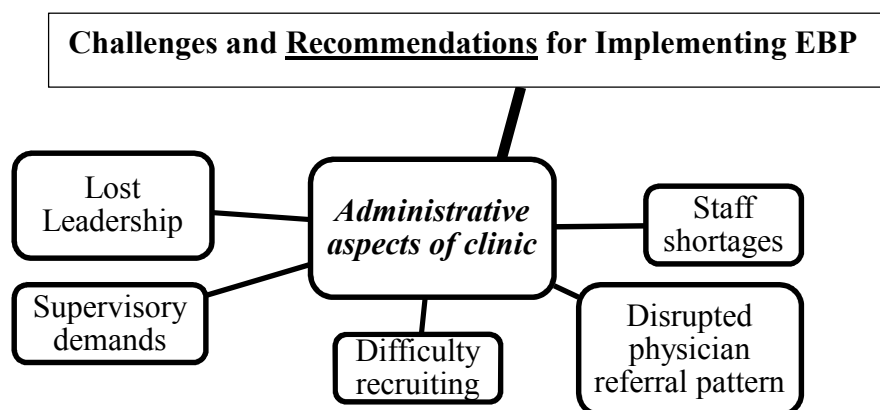 Challenges and Recommendations for Implementing EBP
Lost
Leadership
Administrative
aspects of clinic
Staff
shortages
Supervisory
demands
Difficulty
recruiting
Disrupted
physician
referral pattern